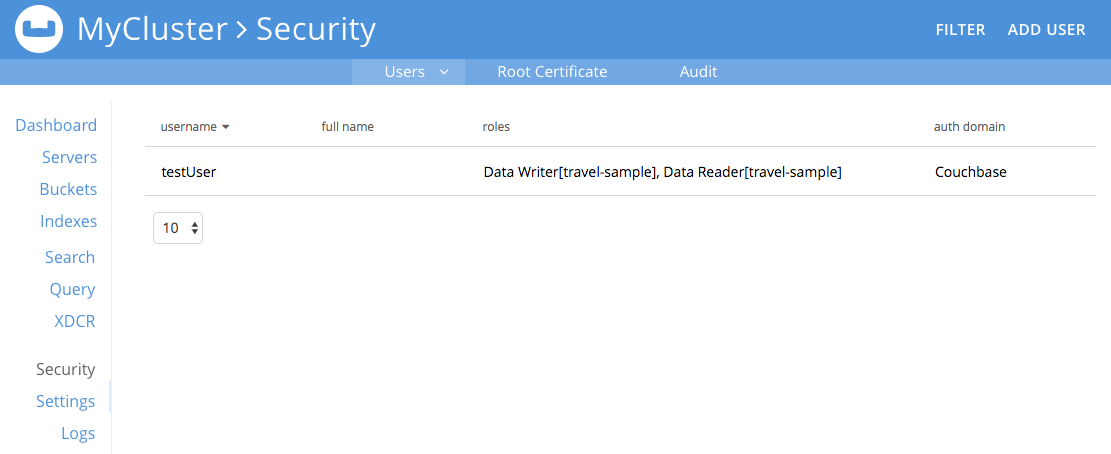 MyCluster > Security
FILTER ADD USER
Users Root Certificate Audit
Dashboard
Servers
Buckets
Indexes
Search
Query
XDCR
Security
Settings
Logs
username full name roles auth domain
testUser Data Writer[travel-sample], Data Reader[travel-sample] Couchbase
10